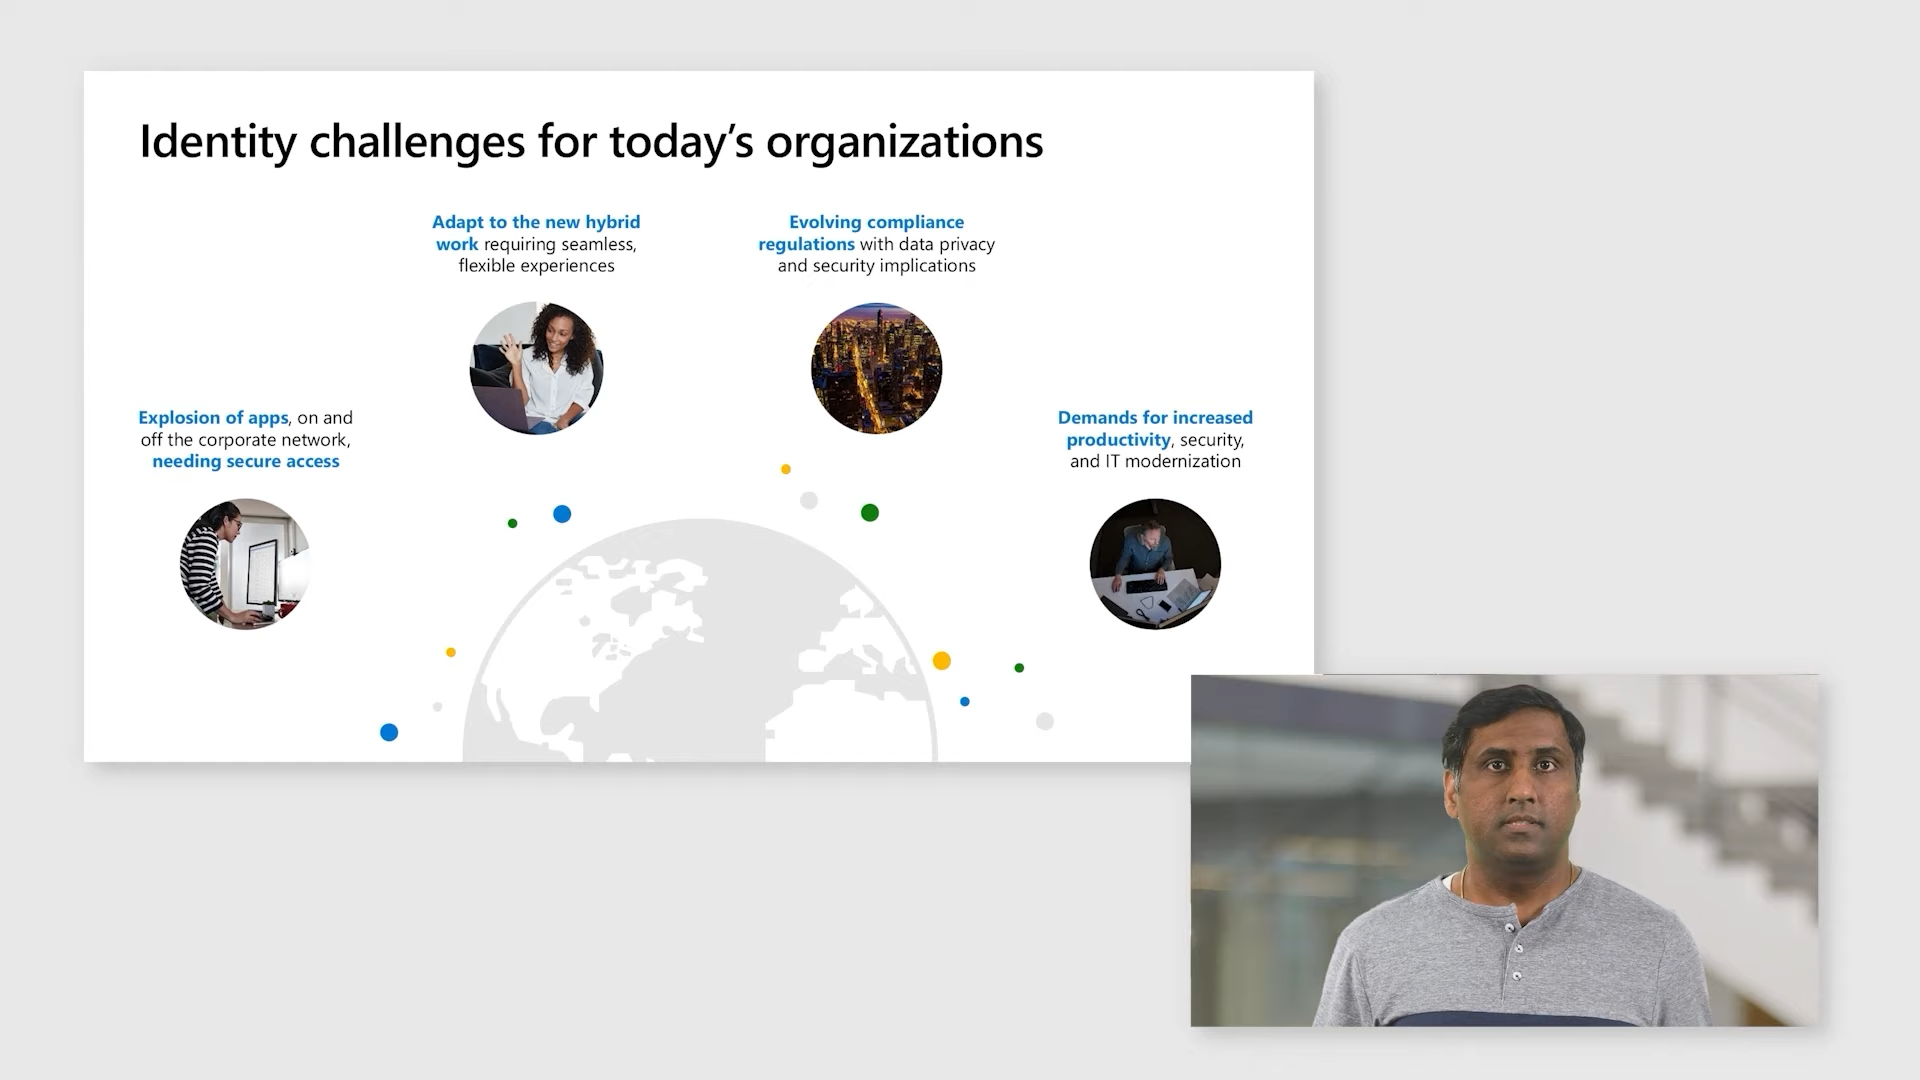 Identity challenges for today's organizations
Adapt to the new hybrid
work requiring seamless,
flexible experiences
Evolving compliance
regulations with data privacy
and security implications
Explosion of apps, on and
off the corporate network,
needing secure access
Demands for increased
productivity, security,
and IT modernization